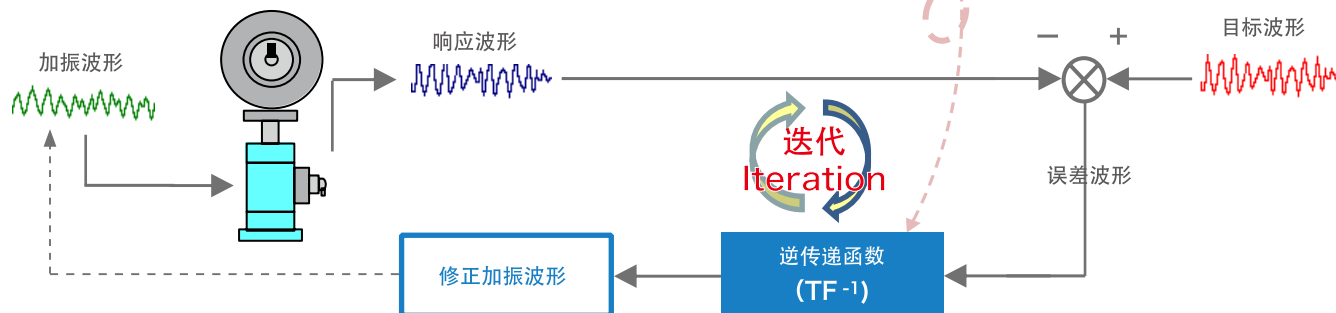 目标波形
响应波形
加振波形
− +
迭代
Iteration
误差波形
逆传递函数
(TF⁻¹)
修正加振波形